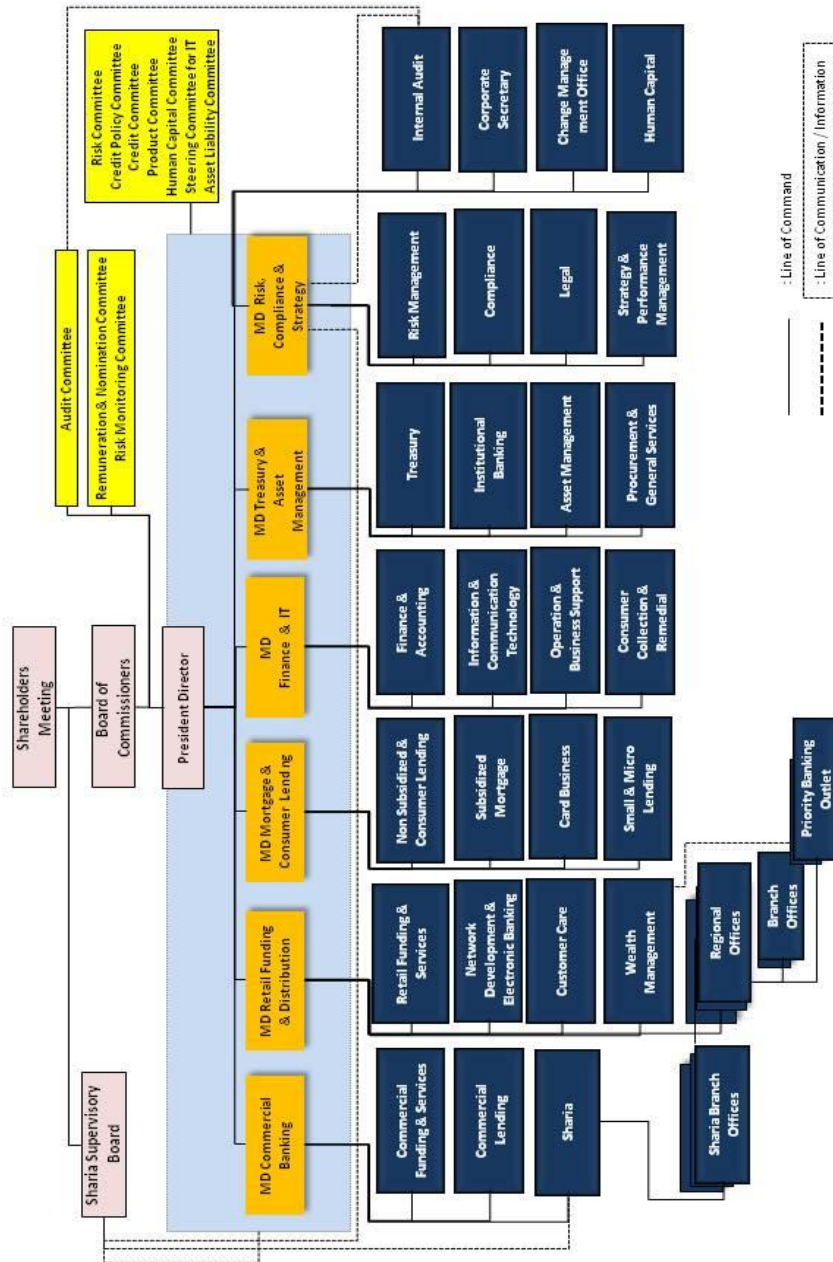 Shareholders
Meeting
Sharia Supervisory
Board
Board of
Commissioners
Audit Committee
Remuneration & Nomination Committee
Risk Monitoring Committee
Risk Committee
Credit Policy Committee
Credit Committee
Product Committee
Human Capital Committee
Steering Committee for IT
Asset Liability Committee
President Director
MD Commercial
Banking
MD Retail Funding
& Distribution
MD Mortgage &
Consumer Lending
MD
Finance & IT
MD Treasury &
Asset
Management
MD Risk,
Compliance &
Strategy
Commercial
Funding & Services
Commercial
Lending
Sharia
Sharia Branch
Offices
Retail Funding &
Services
Network
Development &
Electronic Banking
Customer Care
Wealth
Management
Regional
Offices
Branch
Offices
Priority Banking
Outlet
Non Subsidized &
Consumer Lending
Subsidized
Mortgage
Card Business
Small & Micro
Lending
Finance &
Accounting
Information &
Communication
Technology
Operation &
Business Support
Consumer
Collection &
Remedial
Treasury
Institutional
Banking
Asset Management
Procurement &
General Services
Risk Management
Compliance
Legal
Strategy &
Performance
Management
Internal Audit
Corporate
Secretary
Change Manage
ment Office
Human Capital
: Line of Command
: Line of Communication / Information